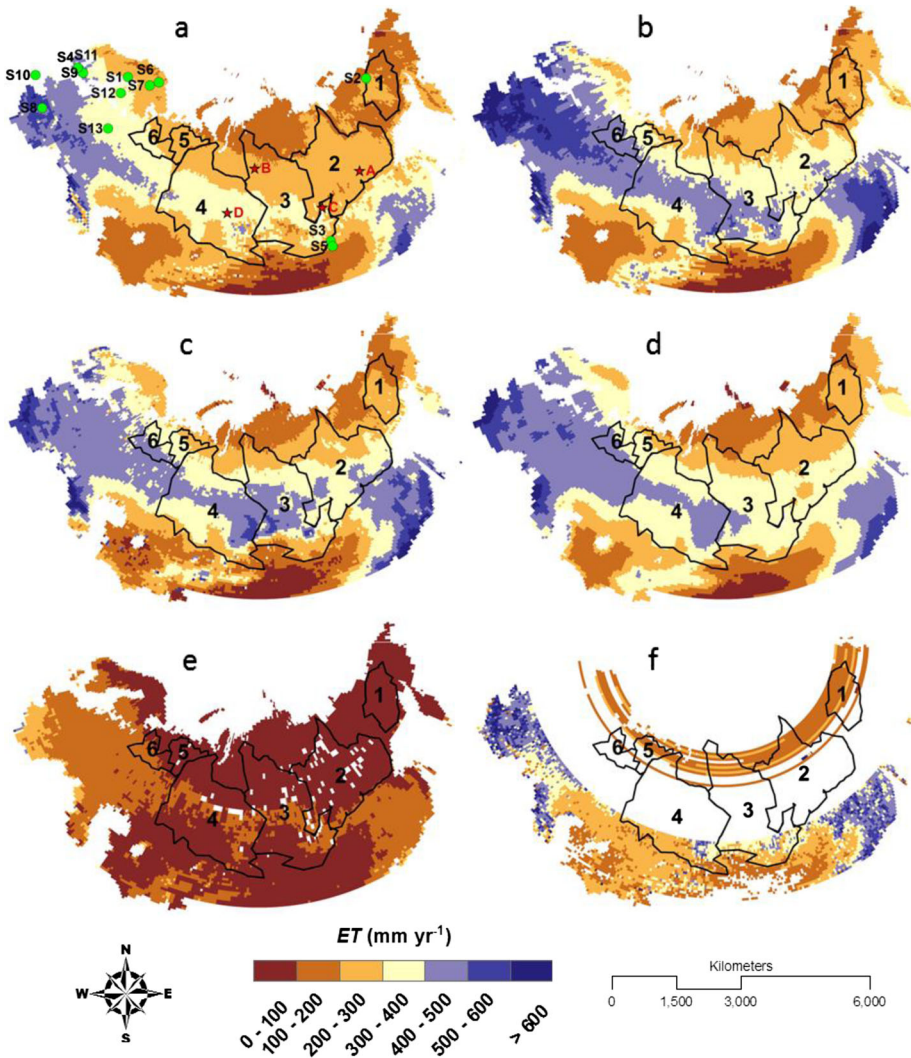 a
S4 S11
S10
S9
S1
S6
S7
S2
1
S12
S8
S13
6
5
2
B
A
4
3
C
D
S3
S5
b
1
6
5
2
4
3
c
1
6
5
2
4
3
d
1
6
5
2
4
3
e
1
6
5
2
4
3
f
1
6
5
2
4
3
ET (mm yr-1)
0 - 100
100 - 200
200 - 300
300 - 400
400 - 500
500 - 600
> 600
N
W E
S
Kilometers
0 1,500 3,000 6,000